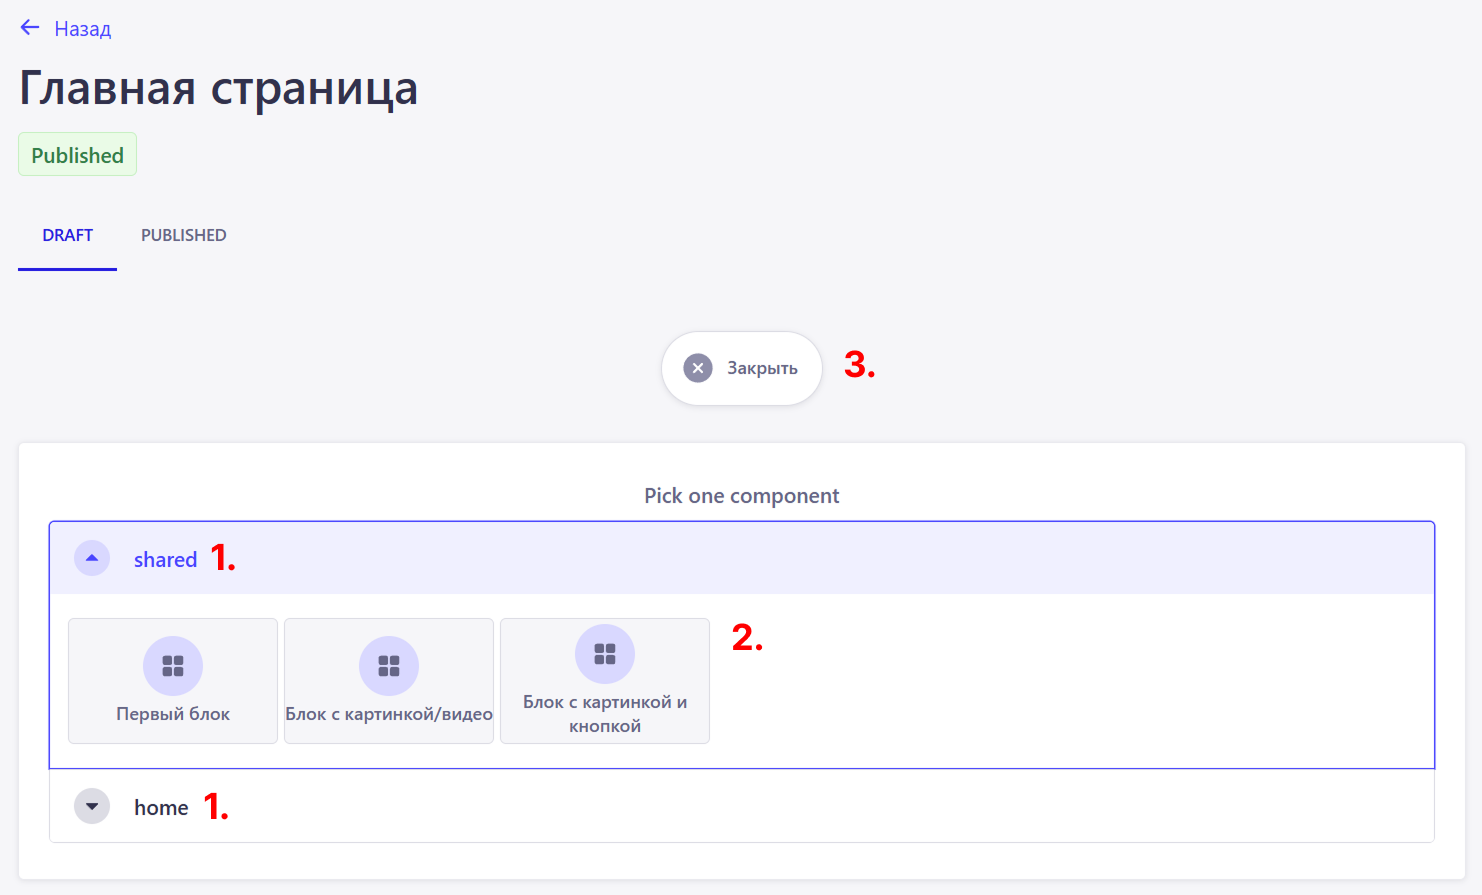 Назад
Главная страница
Published
DRAFT PUBLISHED
Закрыть 3.
Pick one component
shared 1.
2.
Первый блок
Блок с картинкой/видео
Блок с картинкой и
кнопкой
home 1.